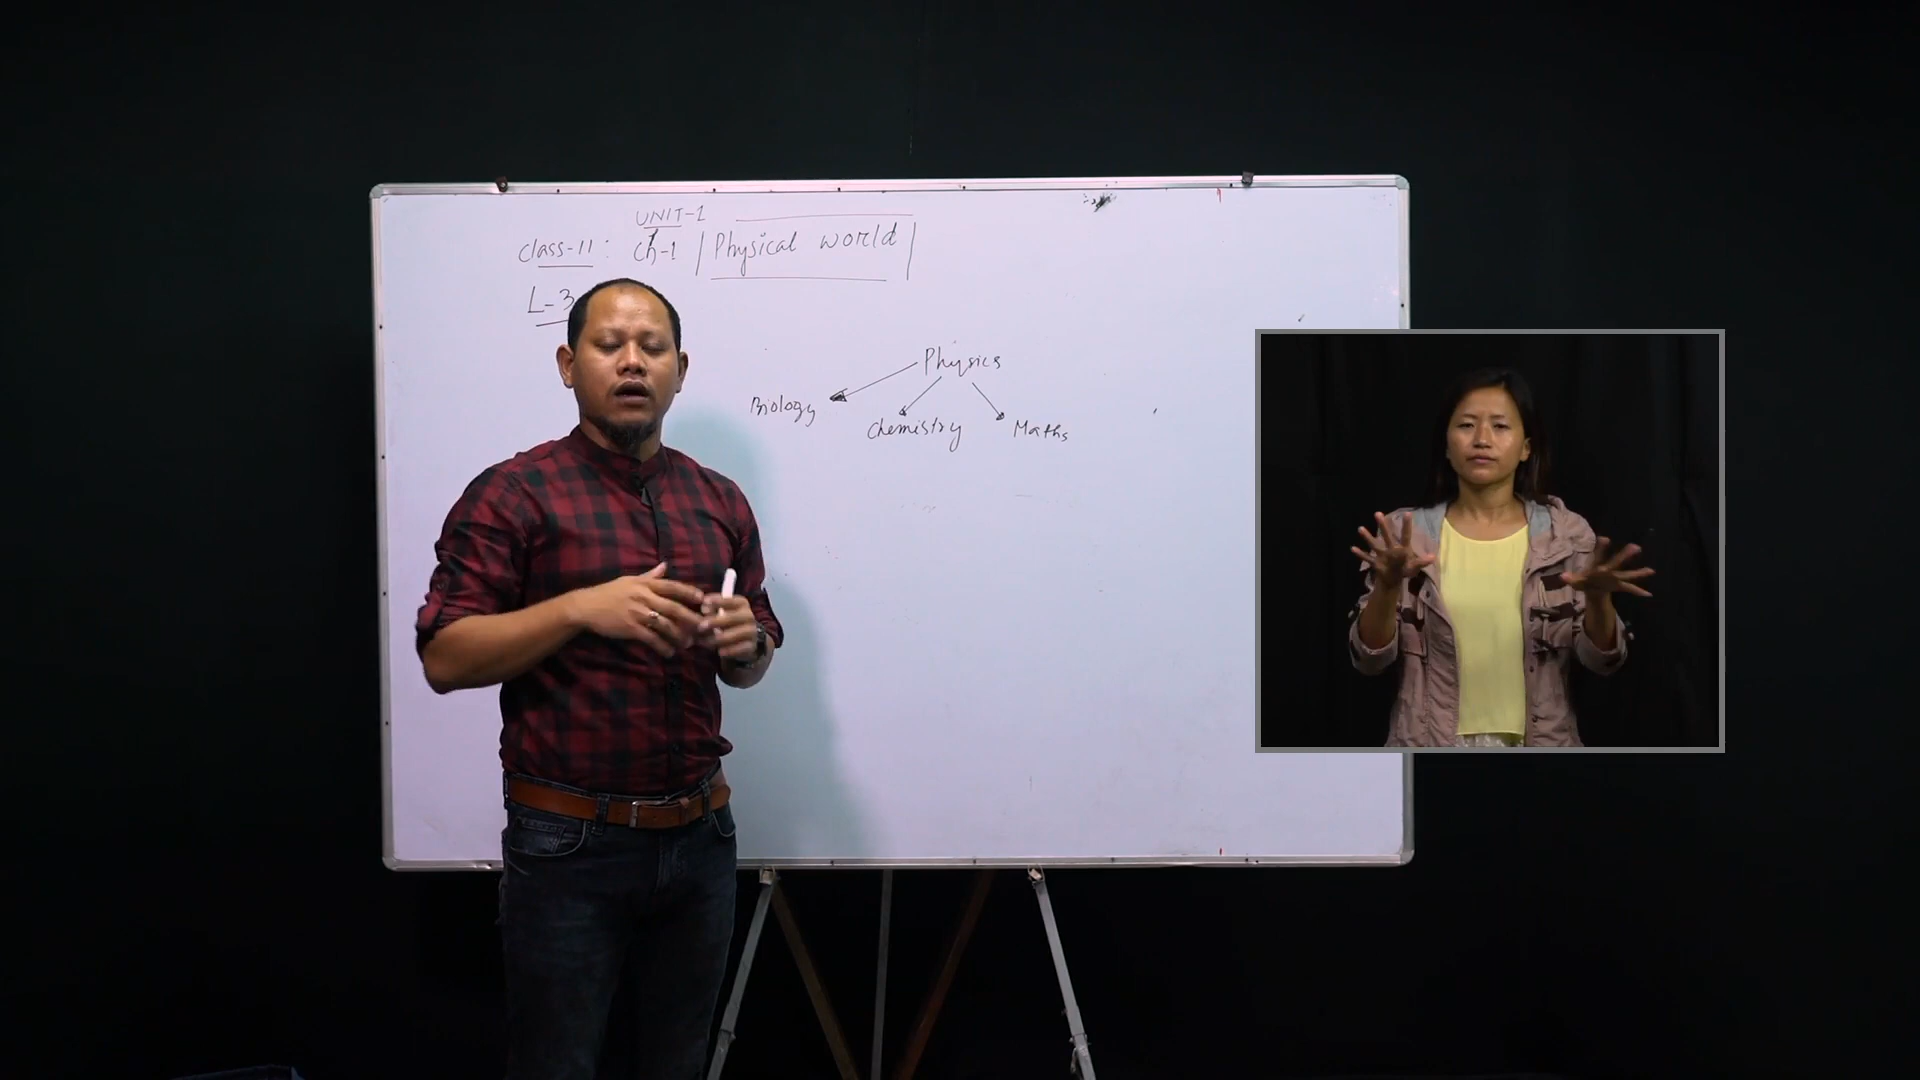 UNIT-1
Class-11: Ch-1 | Physical world |
L-3
Physics
Biology
Chemistry
Maths